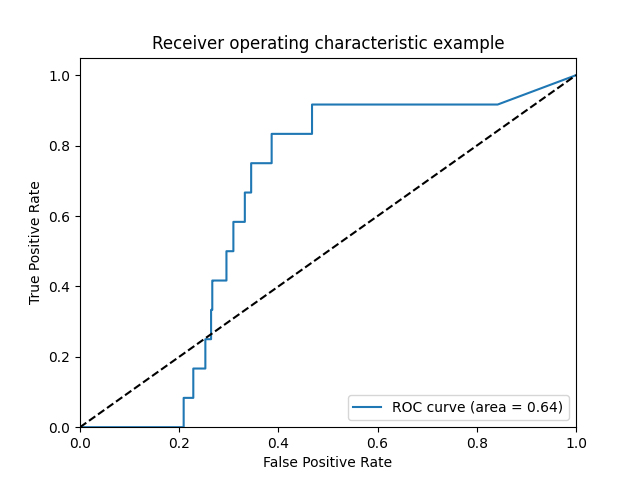 Receiver operating characteristic example
True Positive Rate
1.0
0.8
0.6
0.4
0.2
0.0
ROC curve (area = 0.64)
0.0 0.2 0.4 0.6 0.8 1.0
False Positive Rate